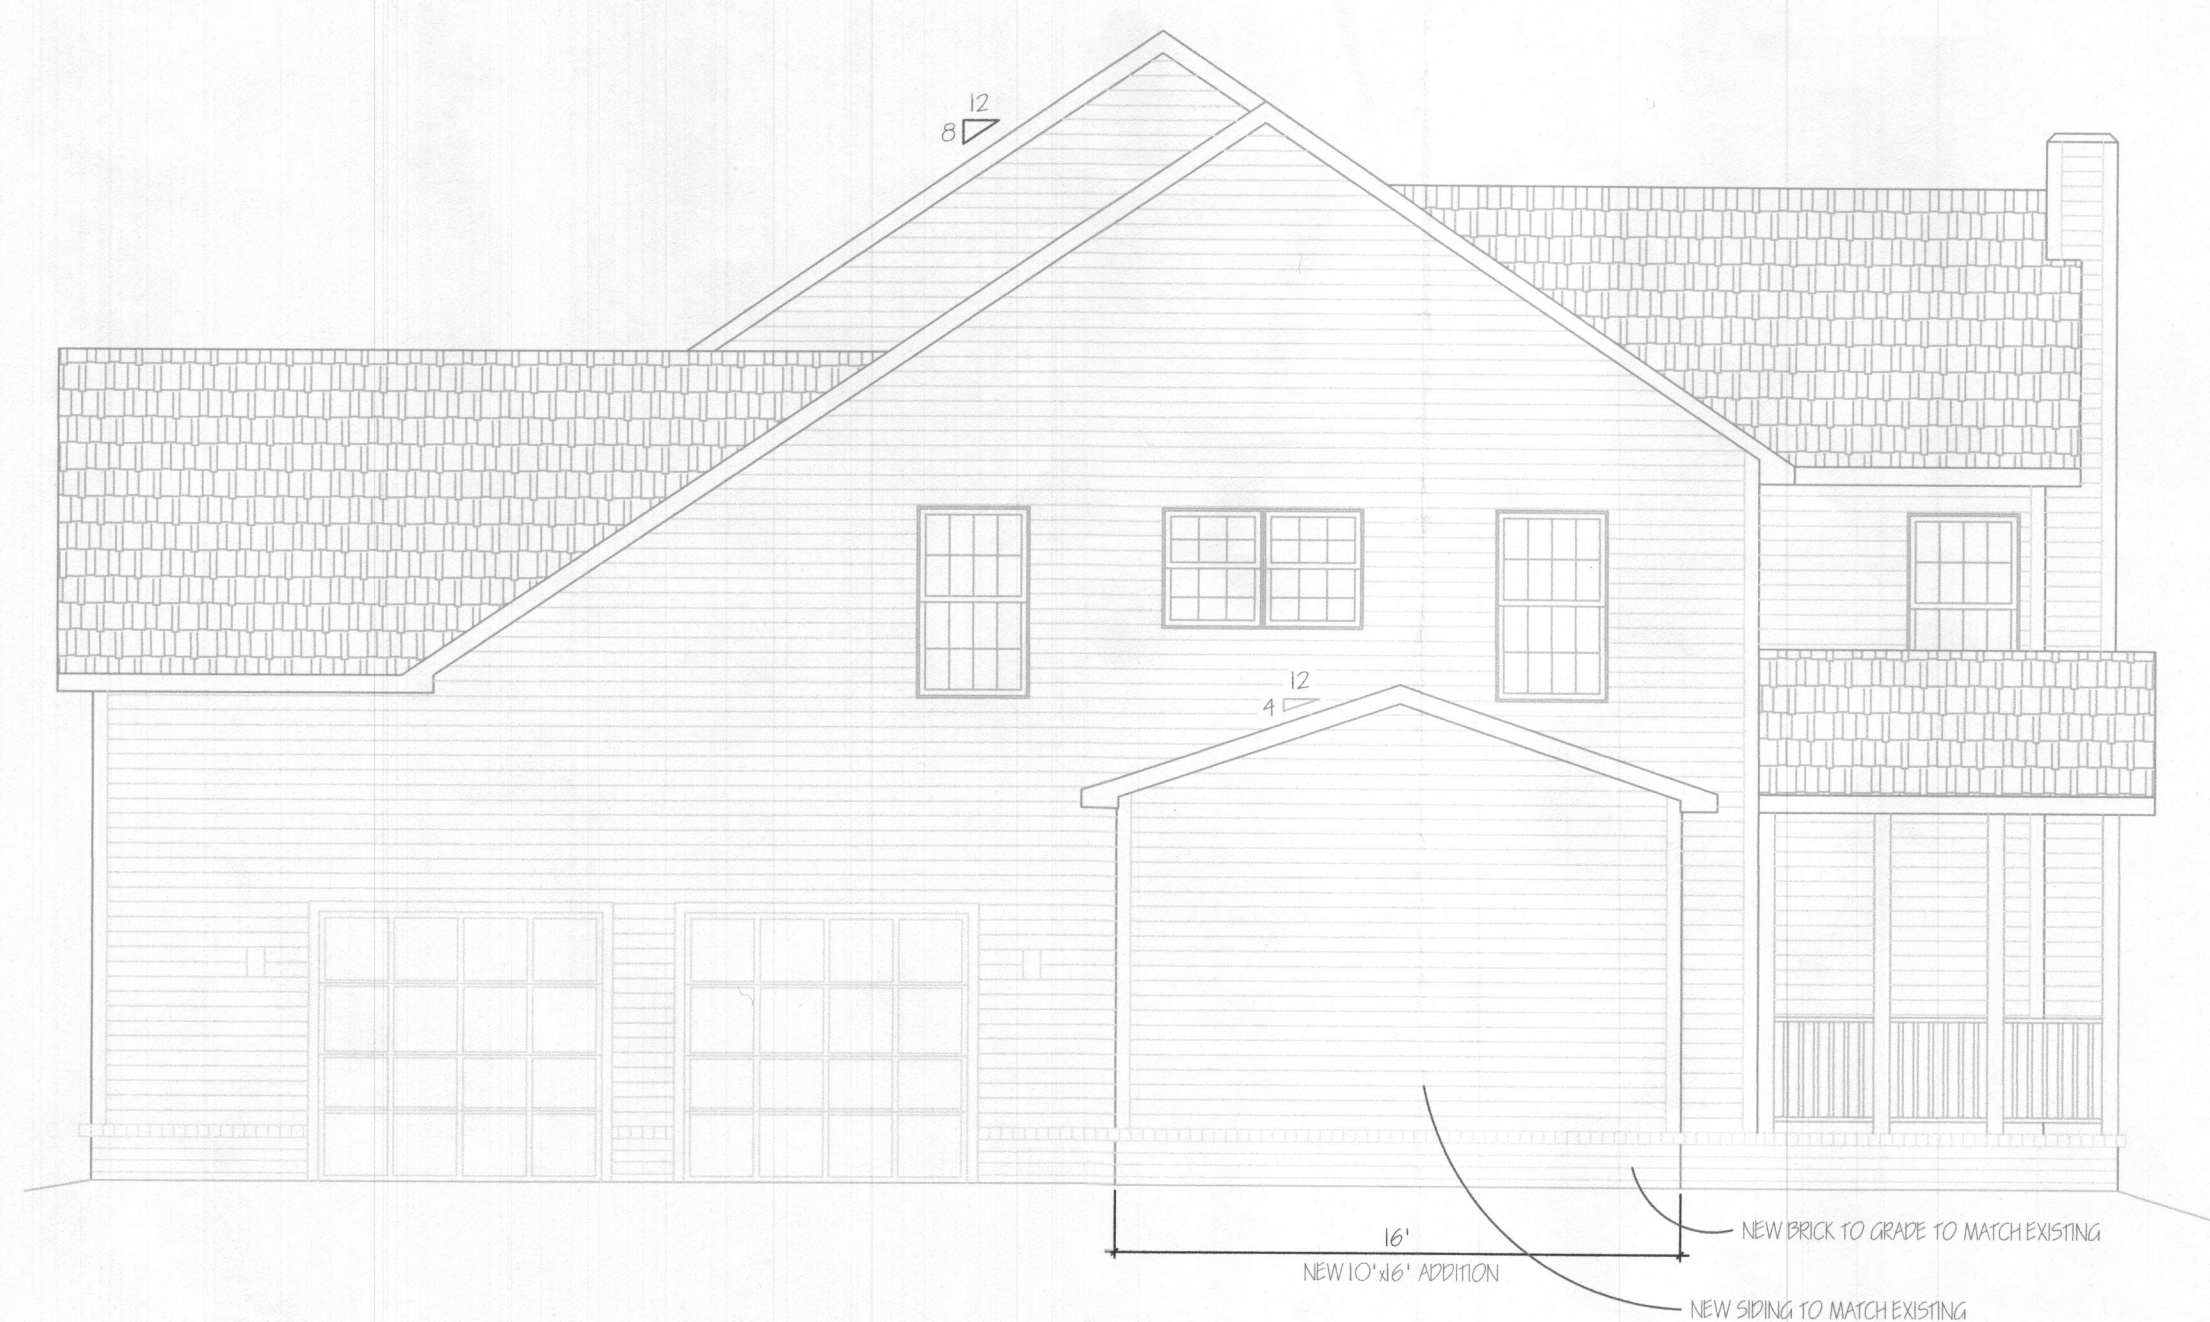 12
8
12
4
16'
NEW 10'x16' ADDITION
NEW BRICK TO GRADE TO MATCH EXISTING
NEW SIDING TO MATCH EXISTING